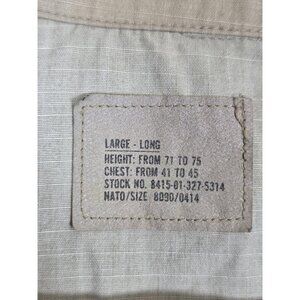 LARGE - LONG
HEIGHT: FROM 71 TO 75
CHEST: FROM 41 TO 45
STOCK NO. 8415-01-327-5314
NATO/SIZE 8090/0414